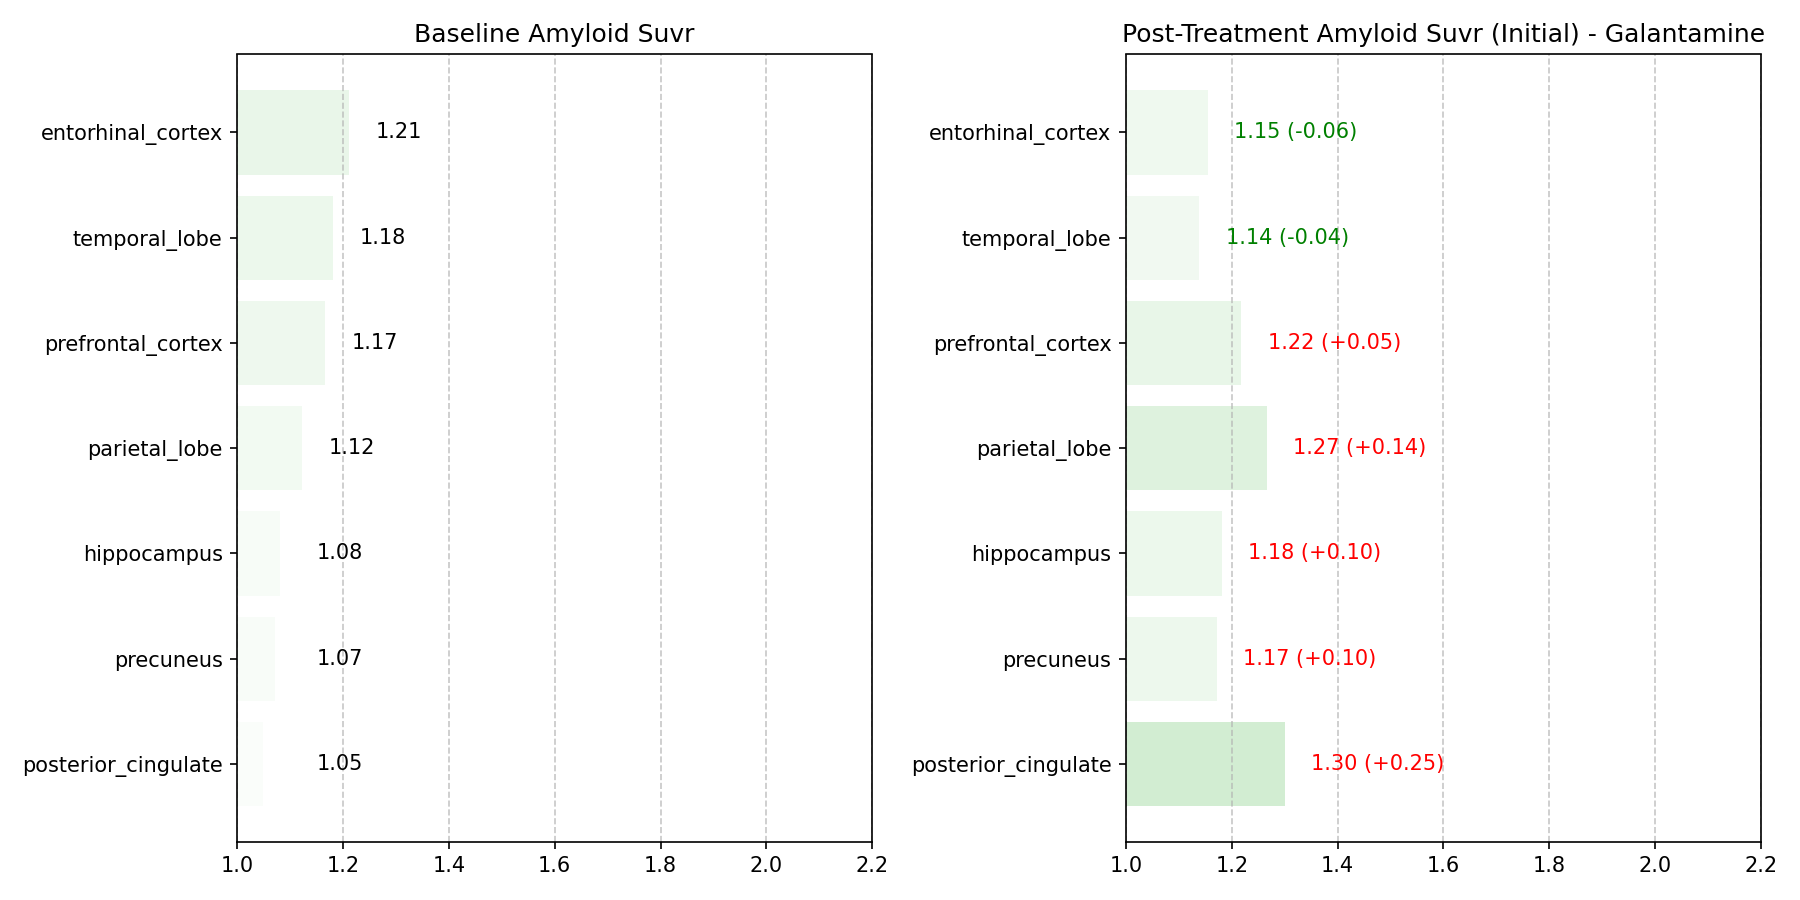 Baseline Amyloid Suvr
entorhinal_cortex
1.21
temporal_lobe
1.18
prefrontal_cortex
1.17
parietal_lobe
1.12
hippocampus
1.08
precuneus
1.07
posterior_cingulate
1.05
1.0 1.2 1.4 1.6 1.8 2.0 2.2
Post-Treatment Amyloid Suvr (Initial) - Galantamine
entorhinal_cortex
1.15 (-0.06)
temporal_lobe
1.14 (-0.04)
prefrontal_cortex
1.22 (+0.05)
parietal_lobe
1.27 (+0.14)
hippocampus
1.18 (+0.10)
precuneus
1.17 (+0.10)
posterior_cingulate
1.30 (+0.25)
1.0 1.2 1.4 1.6 1.8 2.0 2.2